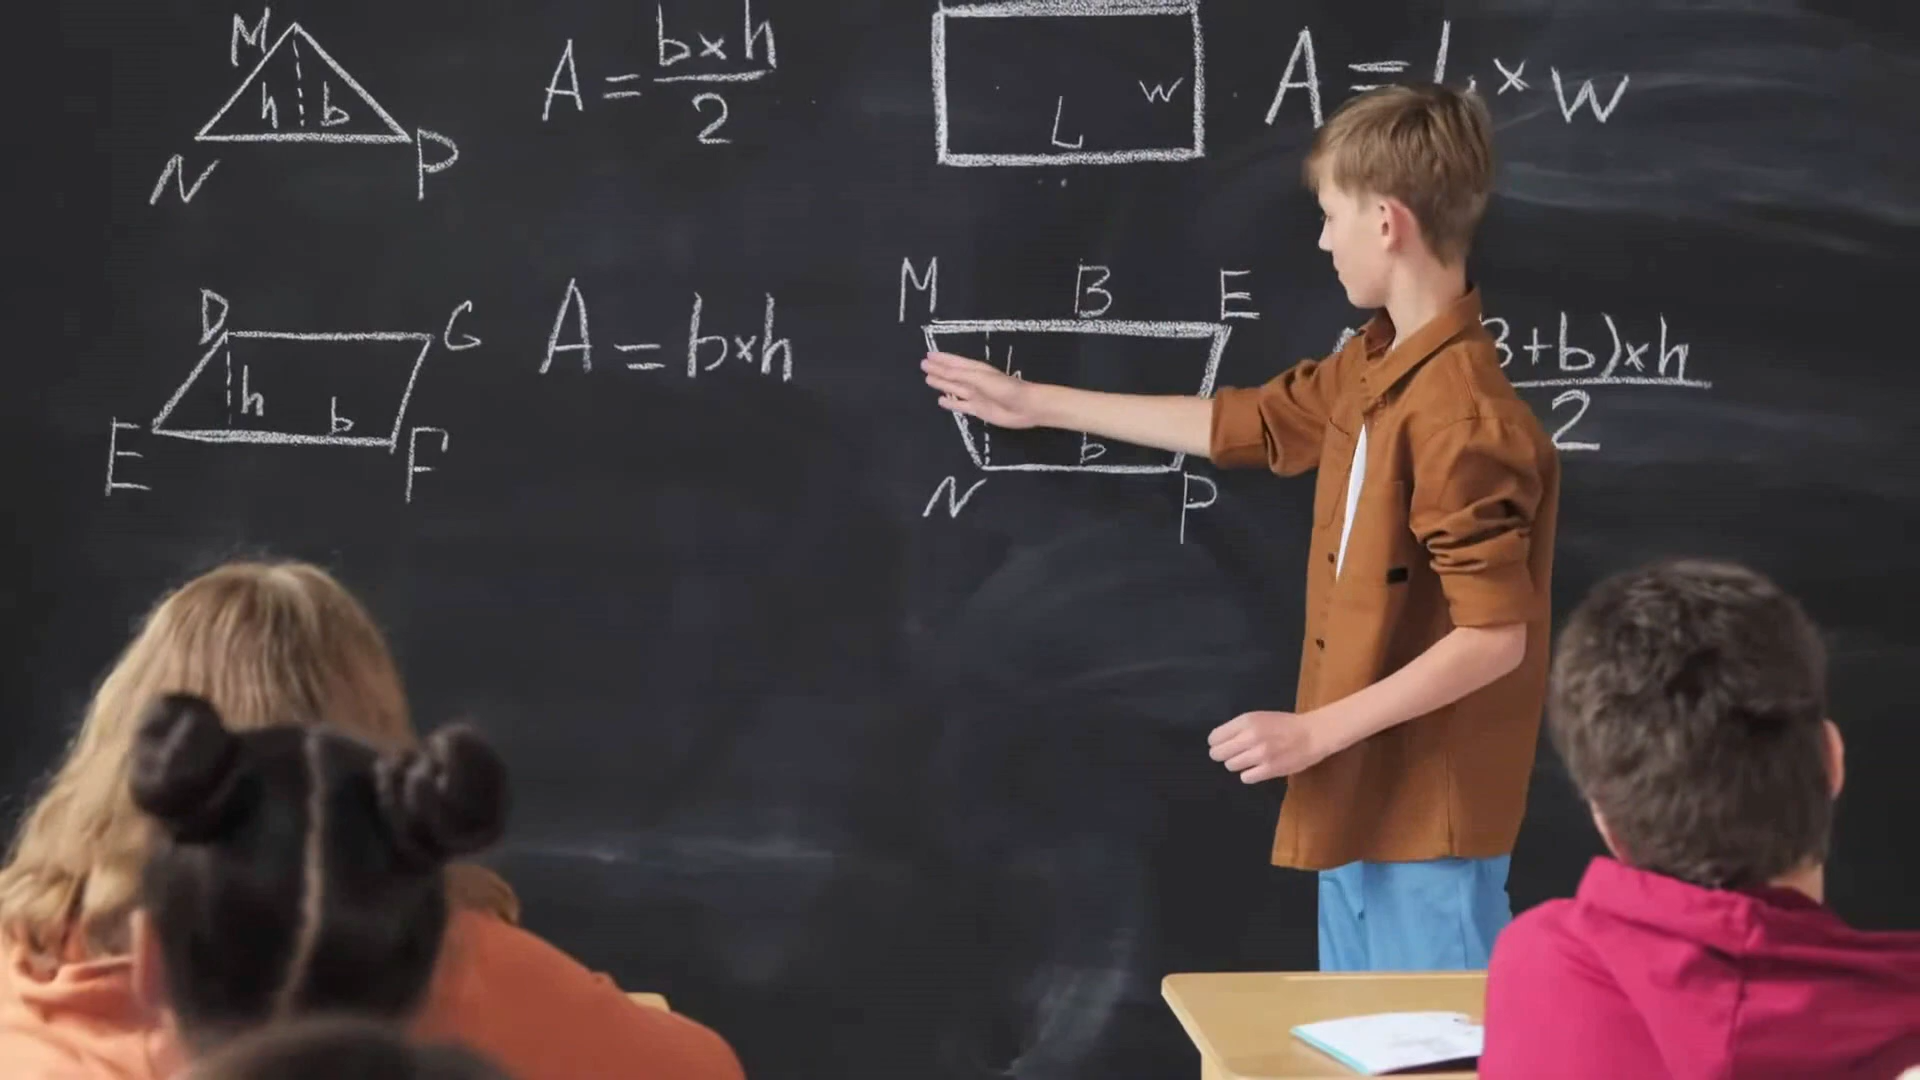 M
h b
N P
A = b×h
2
L W
A = L × W
D G
h b
E F
A = b×h
M B E
h
b
N P
B+b)×h
2